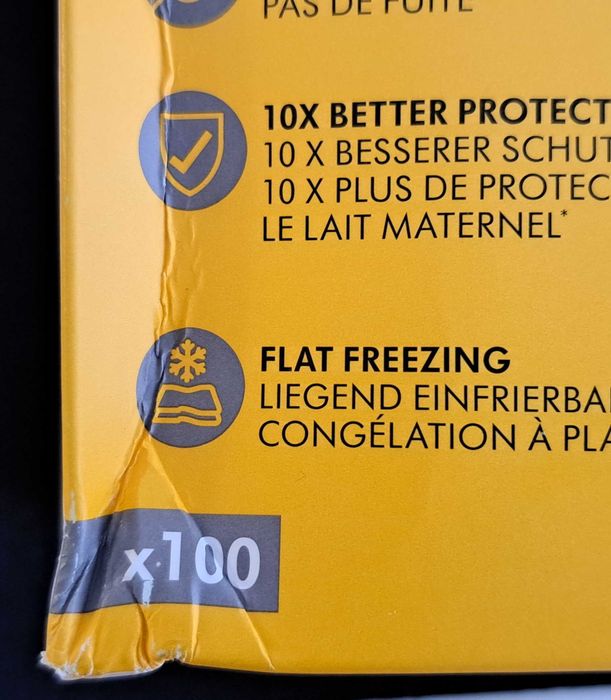 PAS DE FUITE
10X BETTER PROTECT
10 X BESSERER SCHUT
10 X PLUS DE PROTEC
LE LAIT MATERNEL*
FLAT FREEZING
LIEGEND EINFRIERBA
CONGÉLATION À PLA
x100